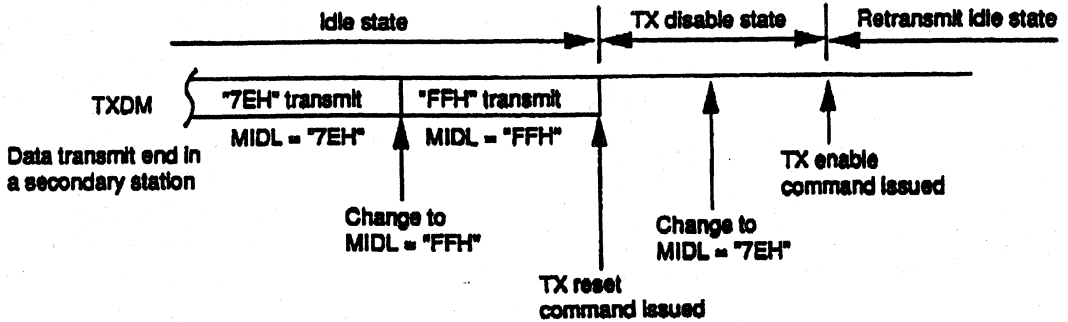 Idle state
TX disable state
Retransmit idle state
TXDM
"7EH" transmit
"FFH" transmit
MIDL = "7EH"
MIDL = "FFH"
Data transmit end in
a secondary station
Change to
MIDL = "FFH"
TX reset
command issued
Change to
MIDL = "7EH"
TX enable
command issued